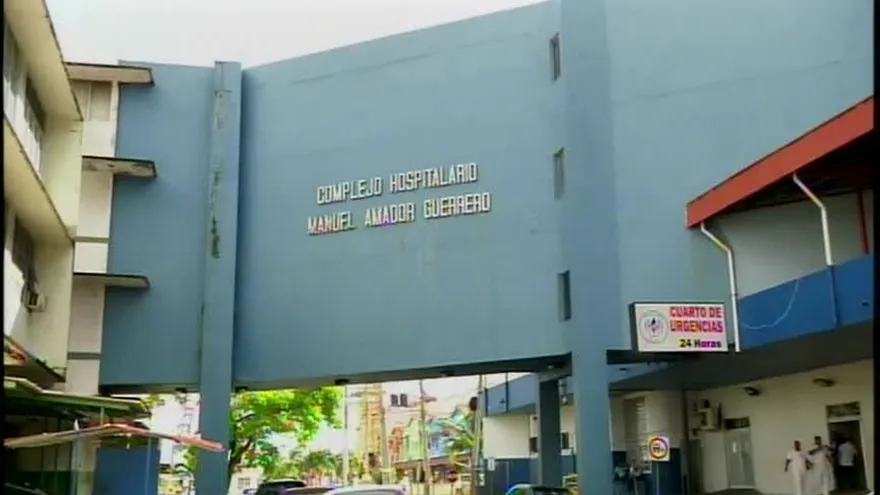 COMPLEJO HOSPITALARIO
MANUEL AMADOR GUERRERO
CUARTO DE
URGENCIAS
24 Horas